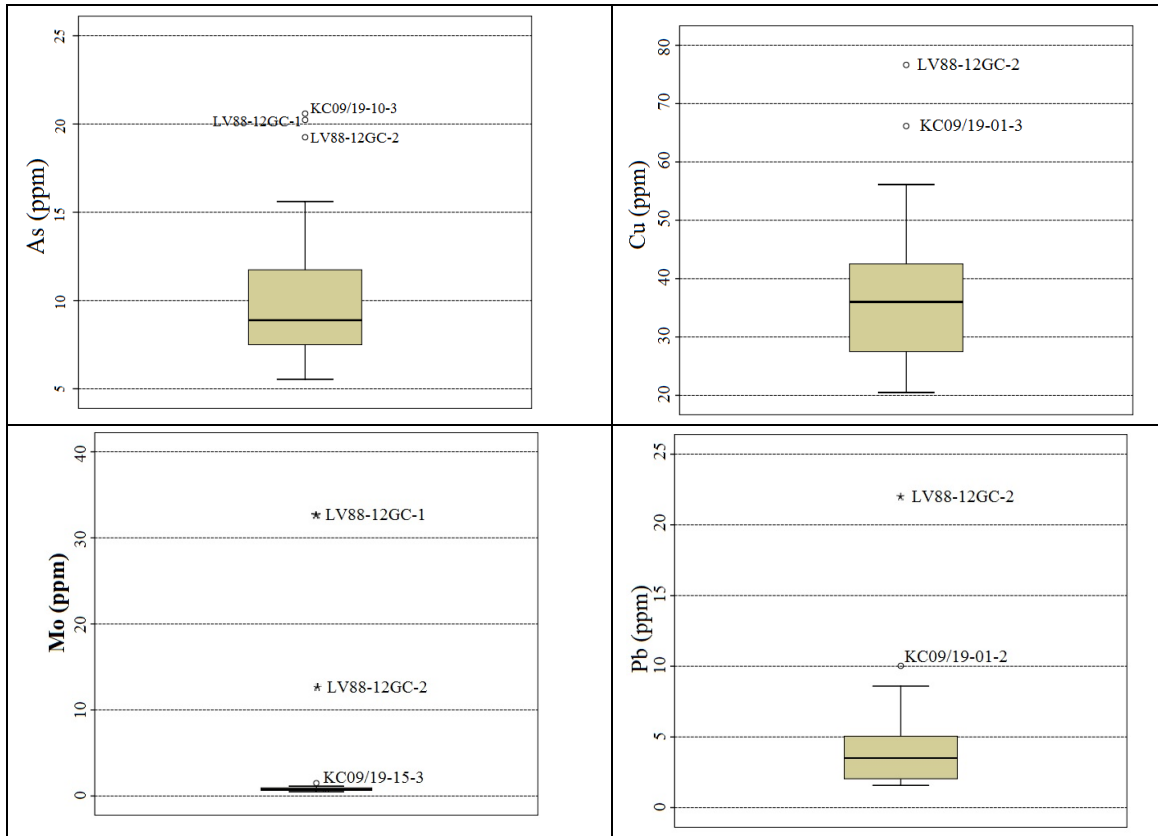 As (ppm)
25
20
15
10
5
KC09/19-10-3
LV88-12GC-1
LV88-12GC-2
Cu (ppm)
80
70
60
50
40
30
20
LV88-12GC-2
KC09/19-01-3
Mo (ppm)
40
30
20
10
0
LV88-12GC-1
LV88-12GC-2
KC09/19-15-3
Pb (ppm)
25
20
15
10
5
0
LV88-12GC-2
KC09/19-01-2